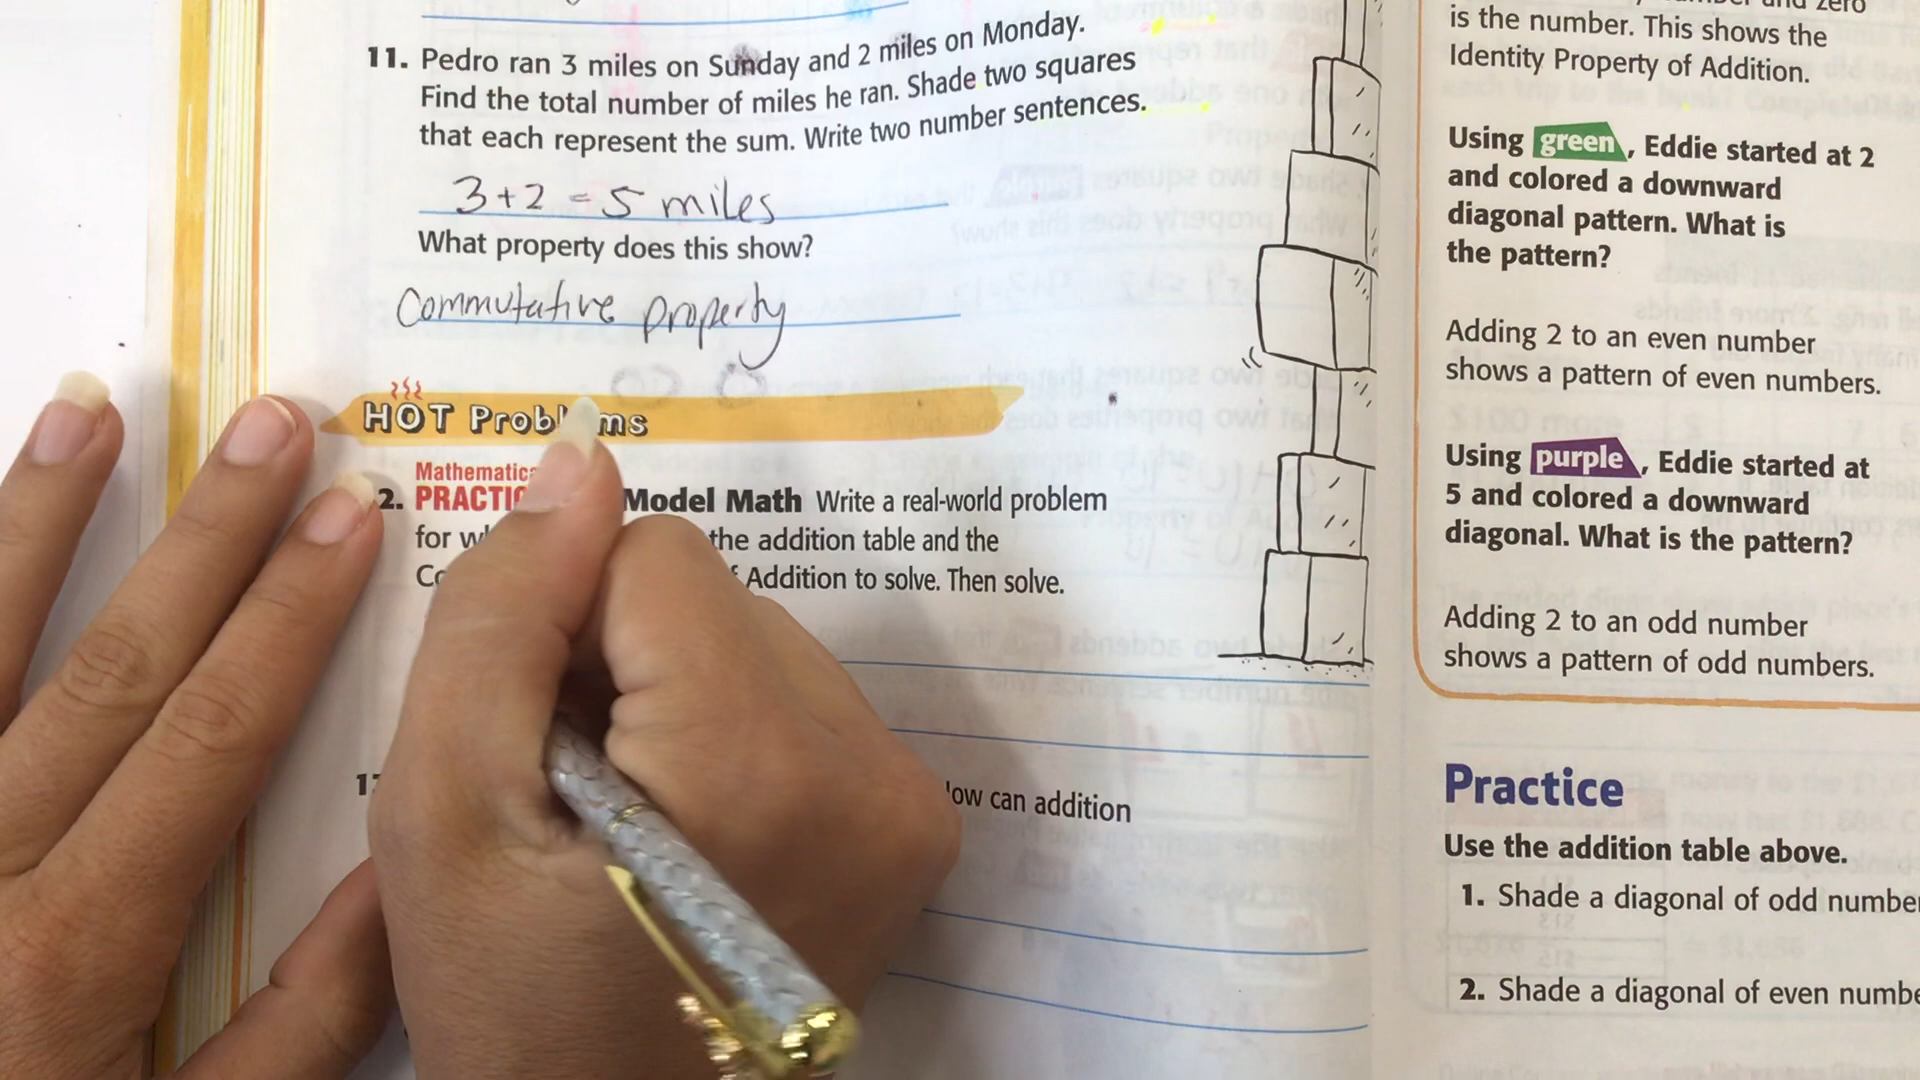 11. Pedro ran 3 miles on Sunday and 2 miles on Monday.
Find the total number of miles he ran. Shade two squares
that each represent the sum. Write two number sentences.
3+2 = 5 miles
What property does this show?
Commutative property
HOT Prob ms
Mathematic
2. PRACTIC Model Math Write a real-world problem
for w the addition table and the
Co Addition to solve. Then solve.
ow can addition
zero
is the number. This shows the
Identity Property of Addition.
Using green, Eddie started at 2
and colored a downward
diagonal pattern. What is
the pattern?
Adding 2 to an even number
shows a pattern of even numbers.
Using purple, Eddie started at
5 and colored a downward
diagonal. What is the pattern?
Adding 2 to an odd number
shows a pattern of odd numbers.
Practice
Use the addition table above.
1. Shade a diagonal of odd number
2. Shade a diagonal of even numbe